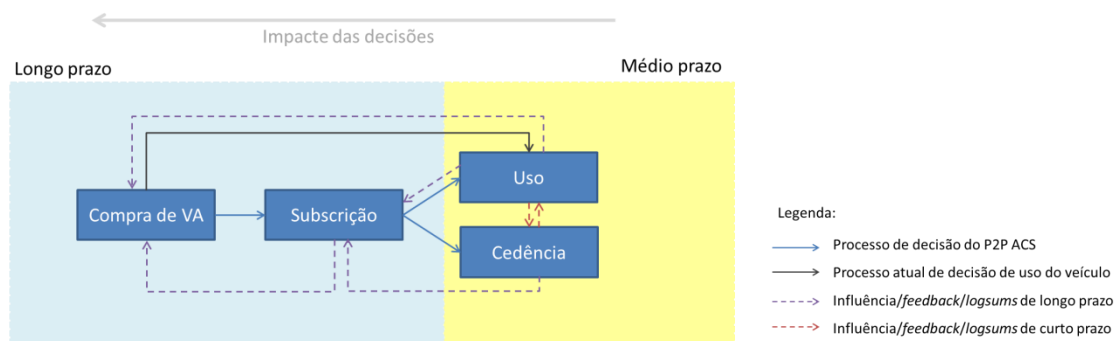 Impacte das decisões
Longo prazo
Médio prazo
Uso
Compra de VA
Subscrição
Cedência
Legenda:
Processo de decisão do P2P ACS
Processo atual de decisão de uso do veículo
Influência/feedback/logsums de longo prazo
Influência/feedback/logsums de curto prazo